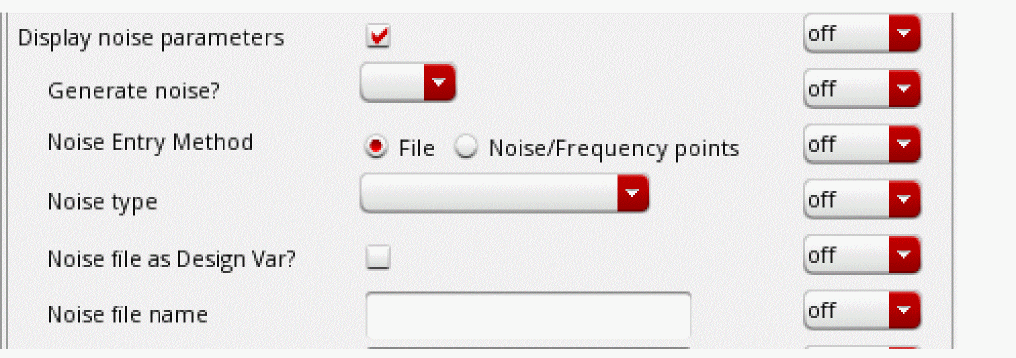 Display noise parameters off
Generate noise? off
Noise Entry Method File Noise/Frequency points off
Noise type off
Noise file as Design Var? off
Noise file name off